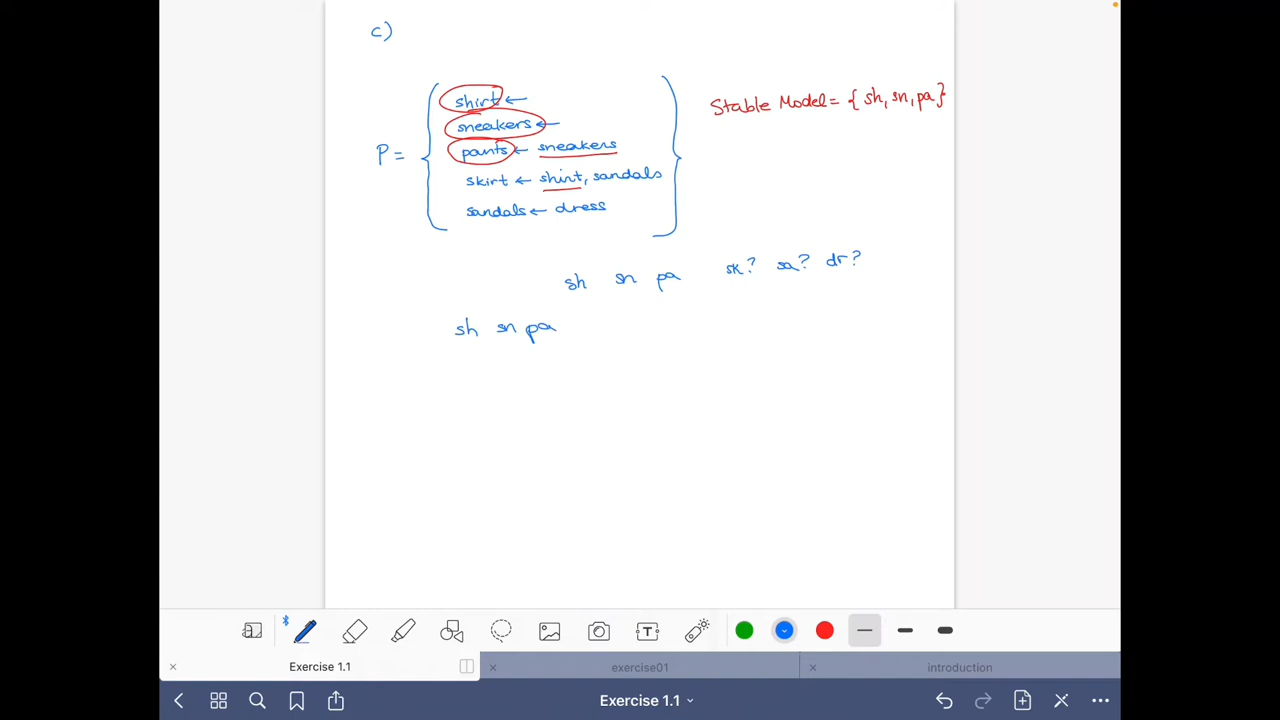 c)
shirt ←
Stable Model = {sh, sn, pa}
sneakers ←
P = pants ← sneakers
skirt ← shirt, sandals
sandals ← dress
sh sn pa sk? sa? dr?
sh sn pa
T
× Exercise 1.1 × exercise01 × introduction
Exercise 1.1